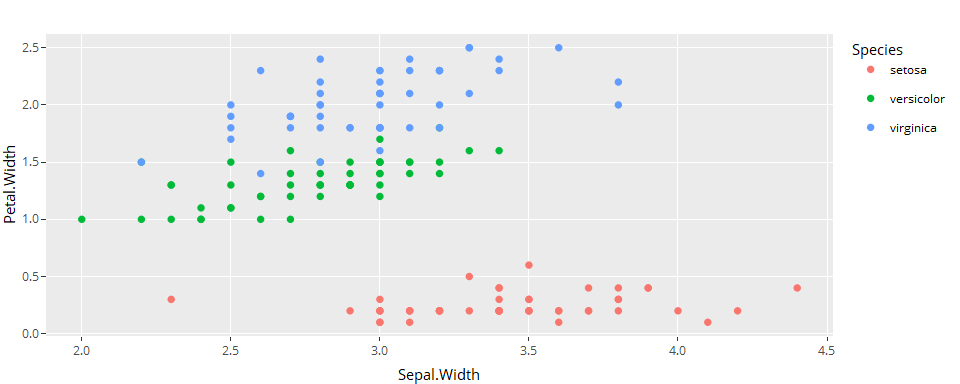 2.5
2.0
1.5
1.0
0.5
0.0
Petal.Width
2.0 2.5 3.0 3.5 4.0 4.5
Sepal.Width
Species
setosa
versicolor
virginica